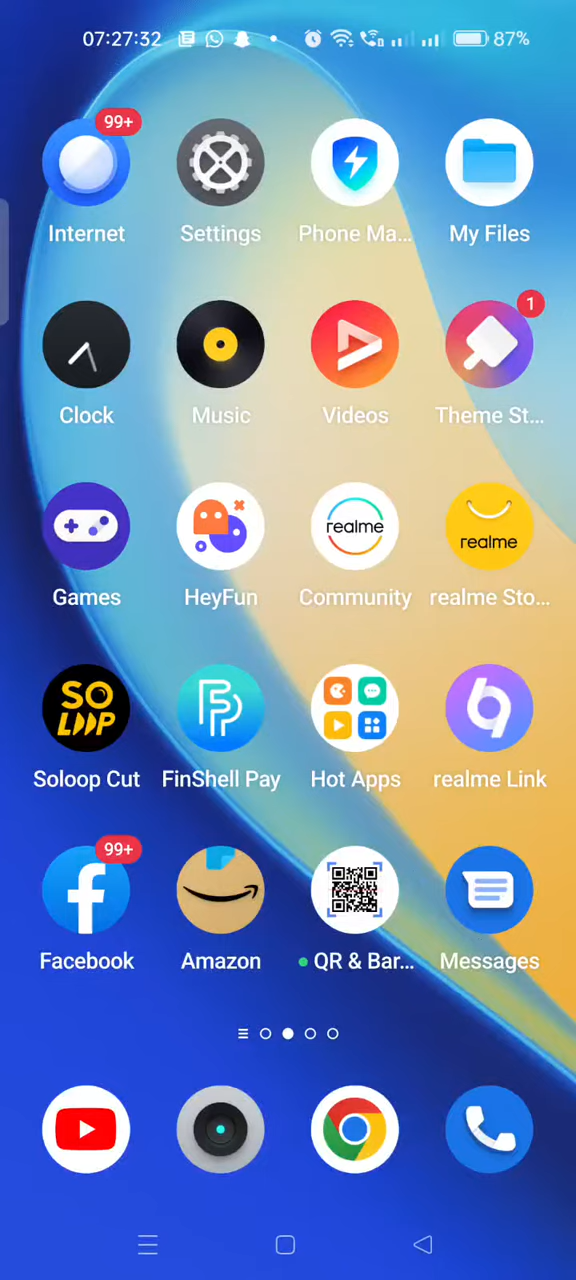 07:27:32 87%
99+
Internet Settings Phone Ma... My Files
1
Clock Music Videos Theme St...
realme realme
Games HeyFun Community realme Sto...
SO
LOOP
Soloop Cut FinShell Pay Hot Apps realme Link
99+
Facebook Amazon QR & Bar... Messages